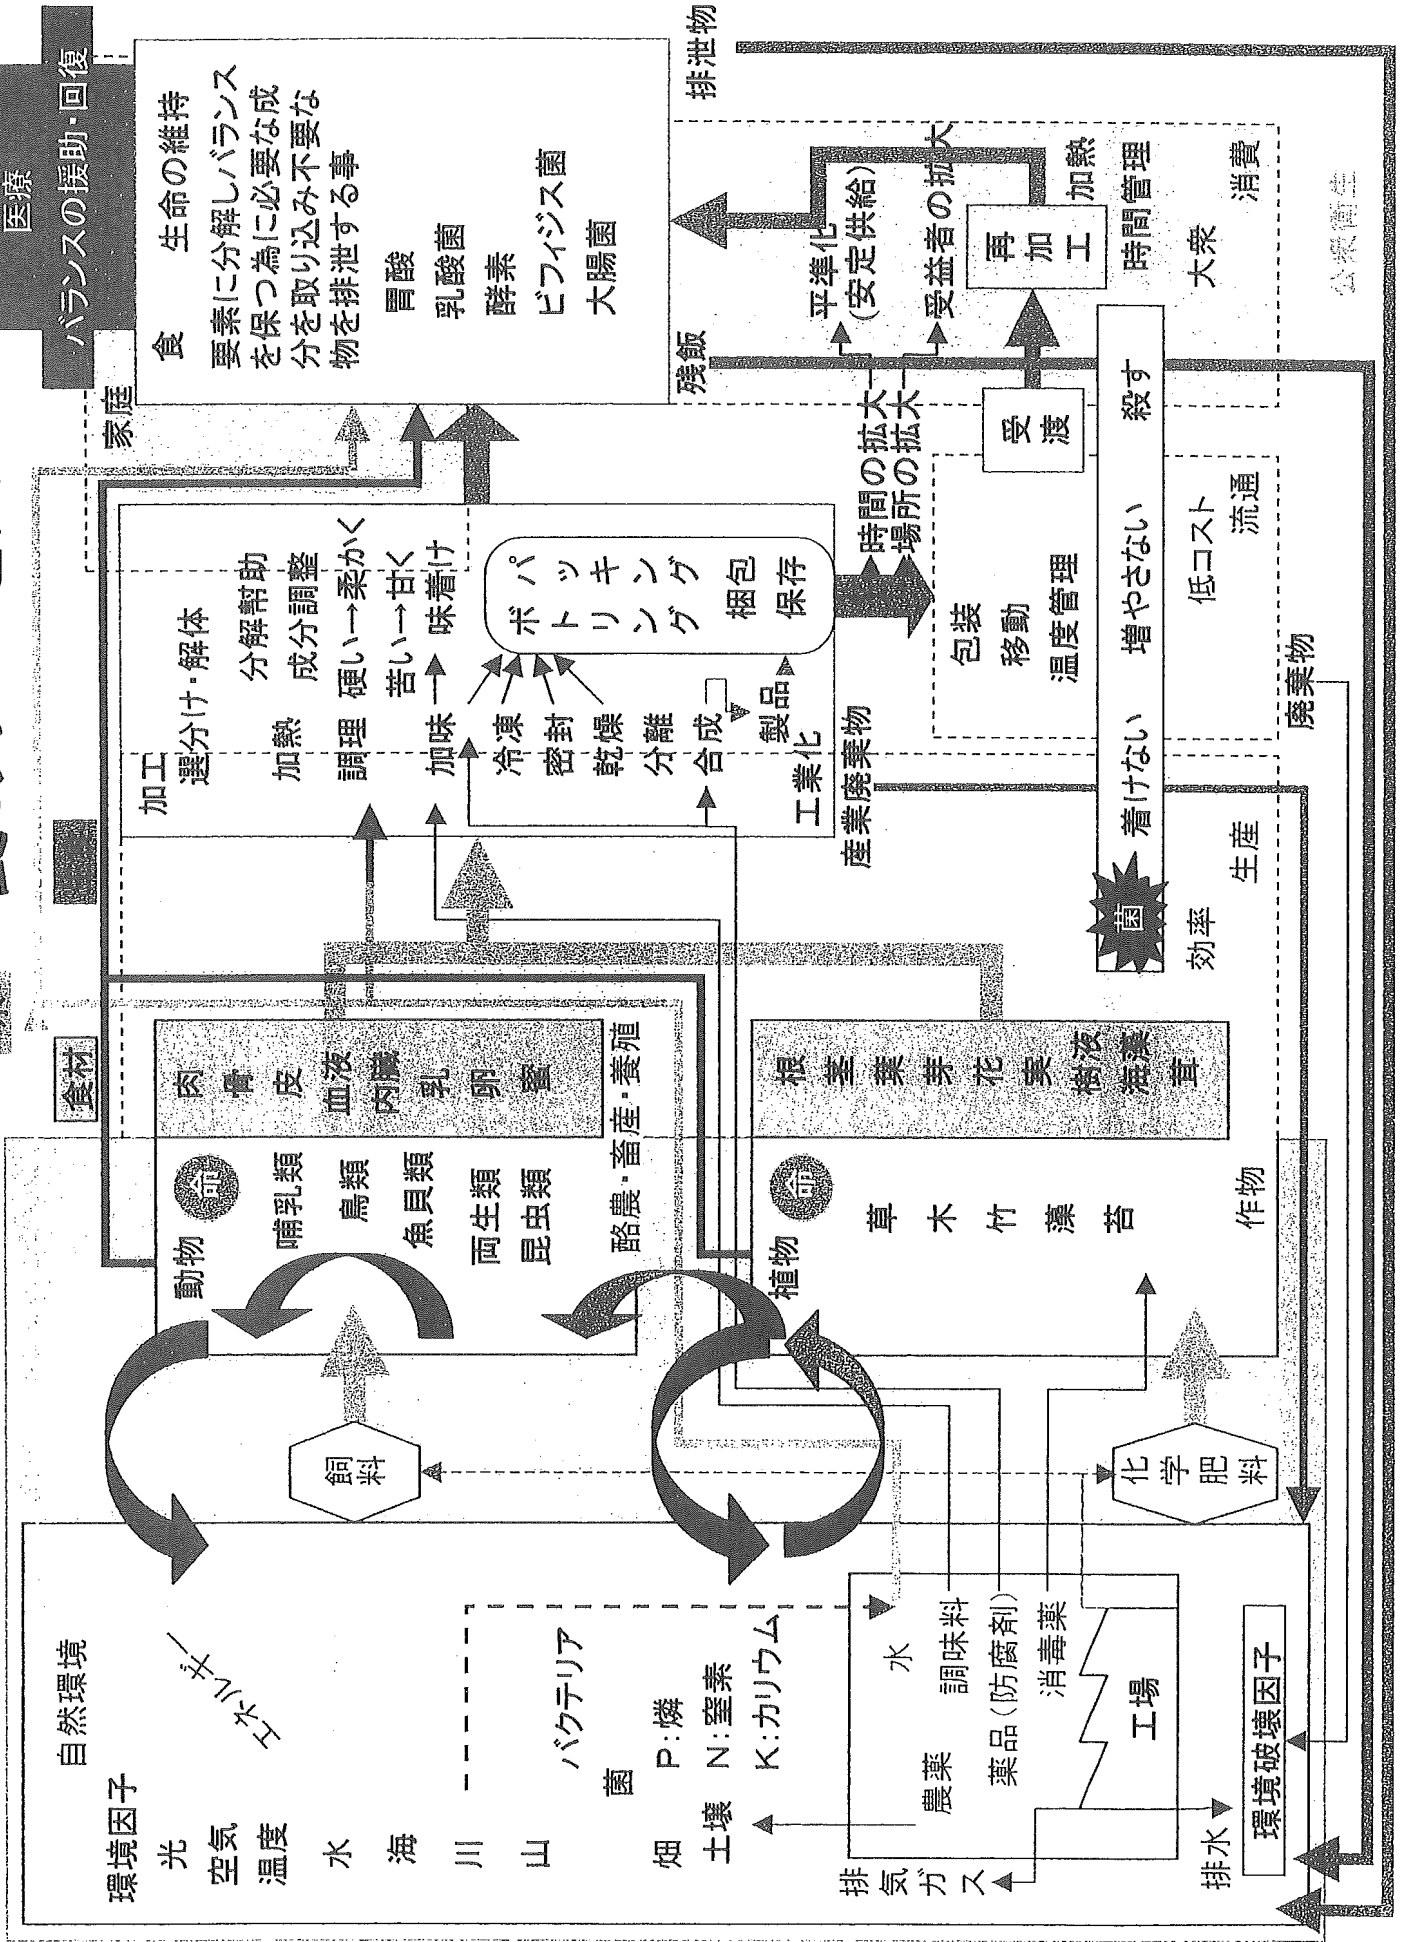 医療
バランスの援助・回復
家庭
食　生命の維持
要素に分解しバランス
を保つ為に必要な成
分を取り込み不要な
物を排泄する事
胃酸
乳酸菌
酵素
ビフィジス菌
大腸菌
排泄物
残飯
平準化
(安定供給)
受益者の拡大
再加工
加熱
時間管理
大衆
消費
公衆衛生
加工
選分け・解体
加熱
分解幇助
成分調整
調理
硬い→柔かく
苦い→甘く
加味
味着け
冷凍
密封
乾燥
分離
合成
製品
工業化
ボトリング
パッキング
梱包
保存
産業廃棄物
時間の拡大
場所の拡大
包装
移動
温度管理
受渡
低コスト
流通
廃棄物
菌
着けない
増やさない
殺す
効率
生産
食材
動物
命
哺乳類
鳥類
魚貝類
両生類
昆虫類
肉
骨
皮
血液
内臓
乳
卵
蜜
酪農・畜産・養殖
植物
命
草
木
竹
藻
苔
根
茎
葉
芽
花
実
樹液
海藻
茸
作物
飼料
化学肥料
自然環境
環境因子
エネルギー
光
空気
温度
水
海
川
山
バクテリア
菌
畑
土壌
P:燐
N:窒素
K:カリウム
水
農薬
調味料
薬品(防腐剤)
消毒薬
工場
排気ガス
排水
環境破壊因子